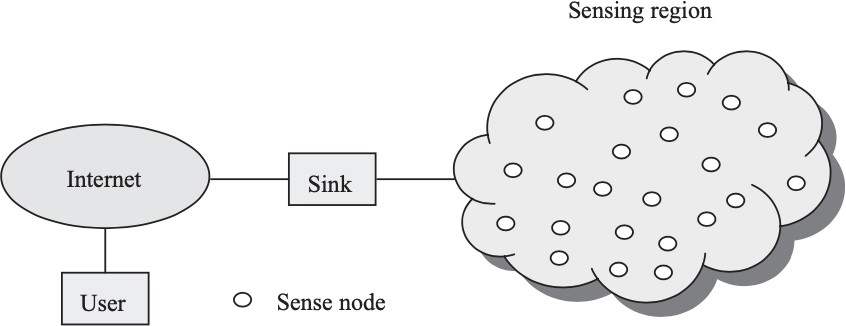 Sensing region
Internet
Sink
User
Sense node